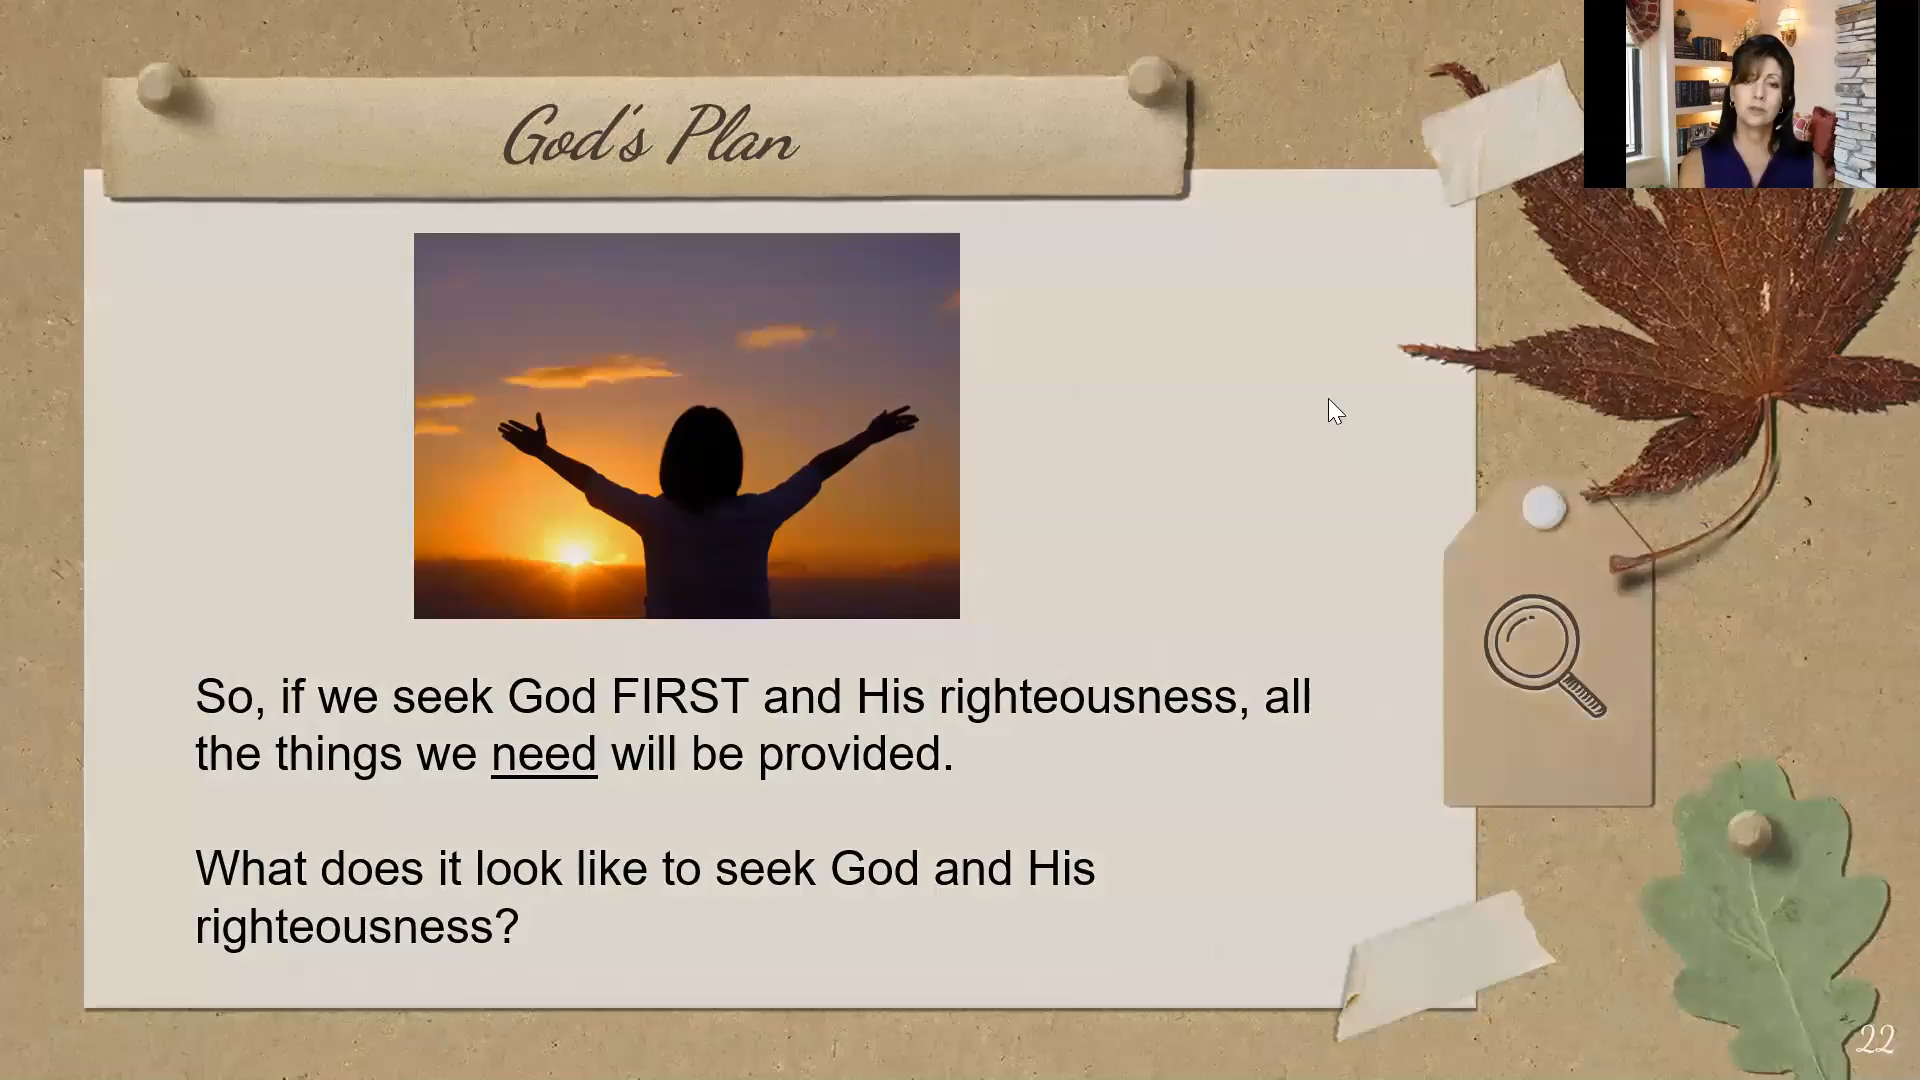 God's Plan
So, if we seek God FIRST and His righteousness, all
the things we need will be provided.
What does it look like to seek God and His
righteousness?
22